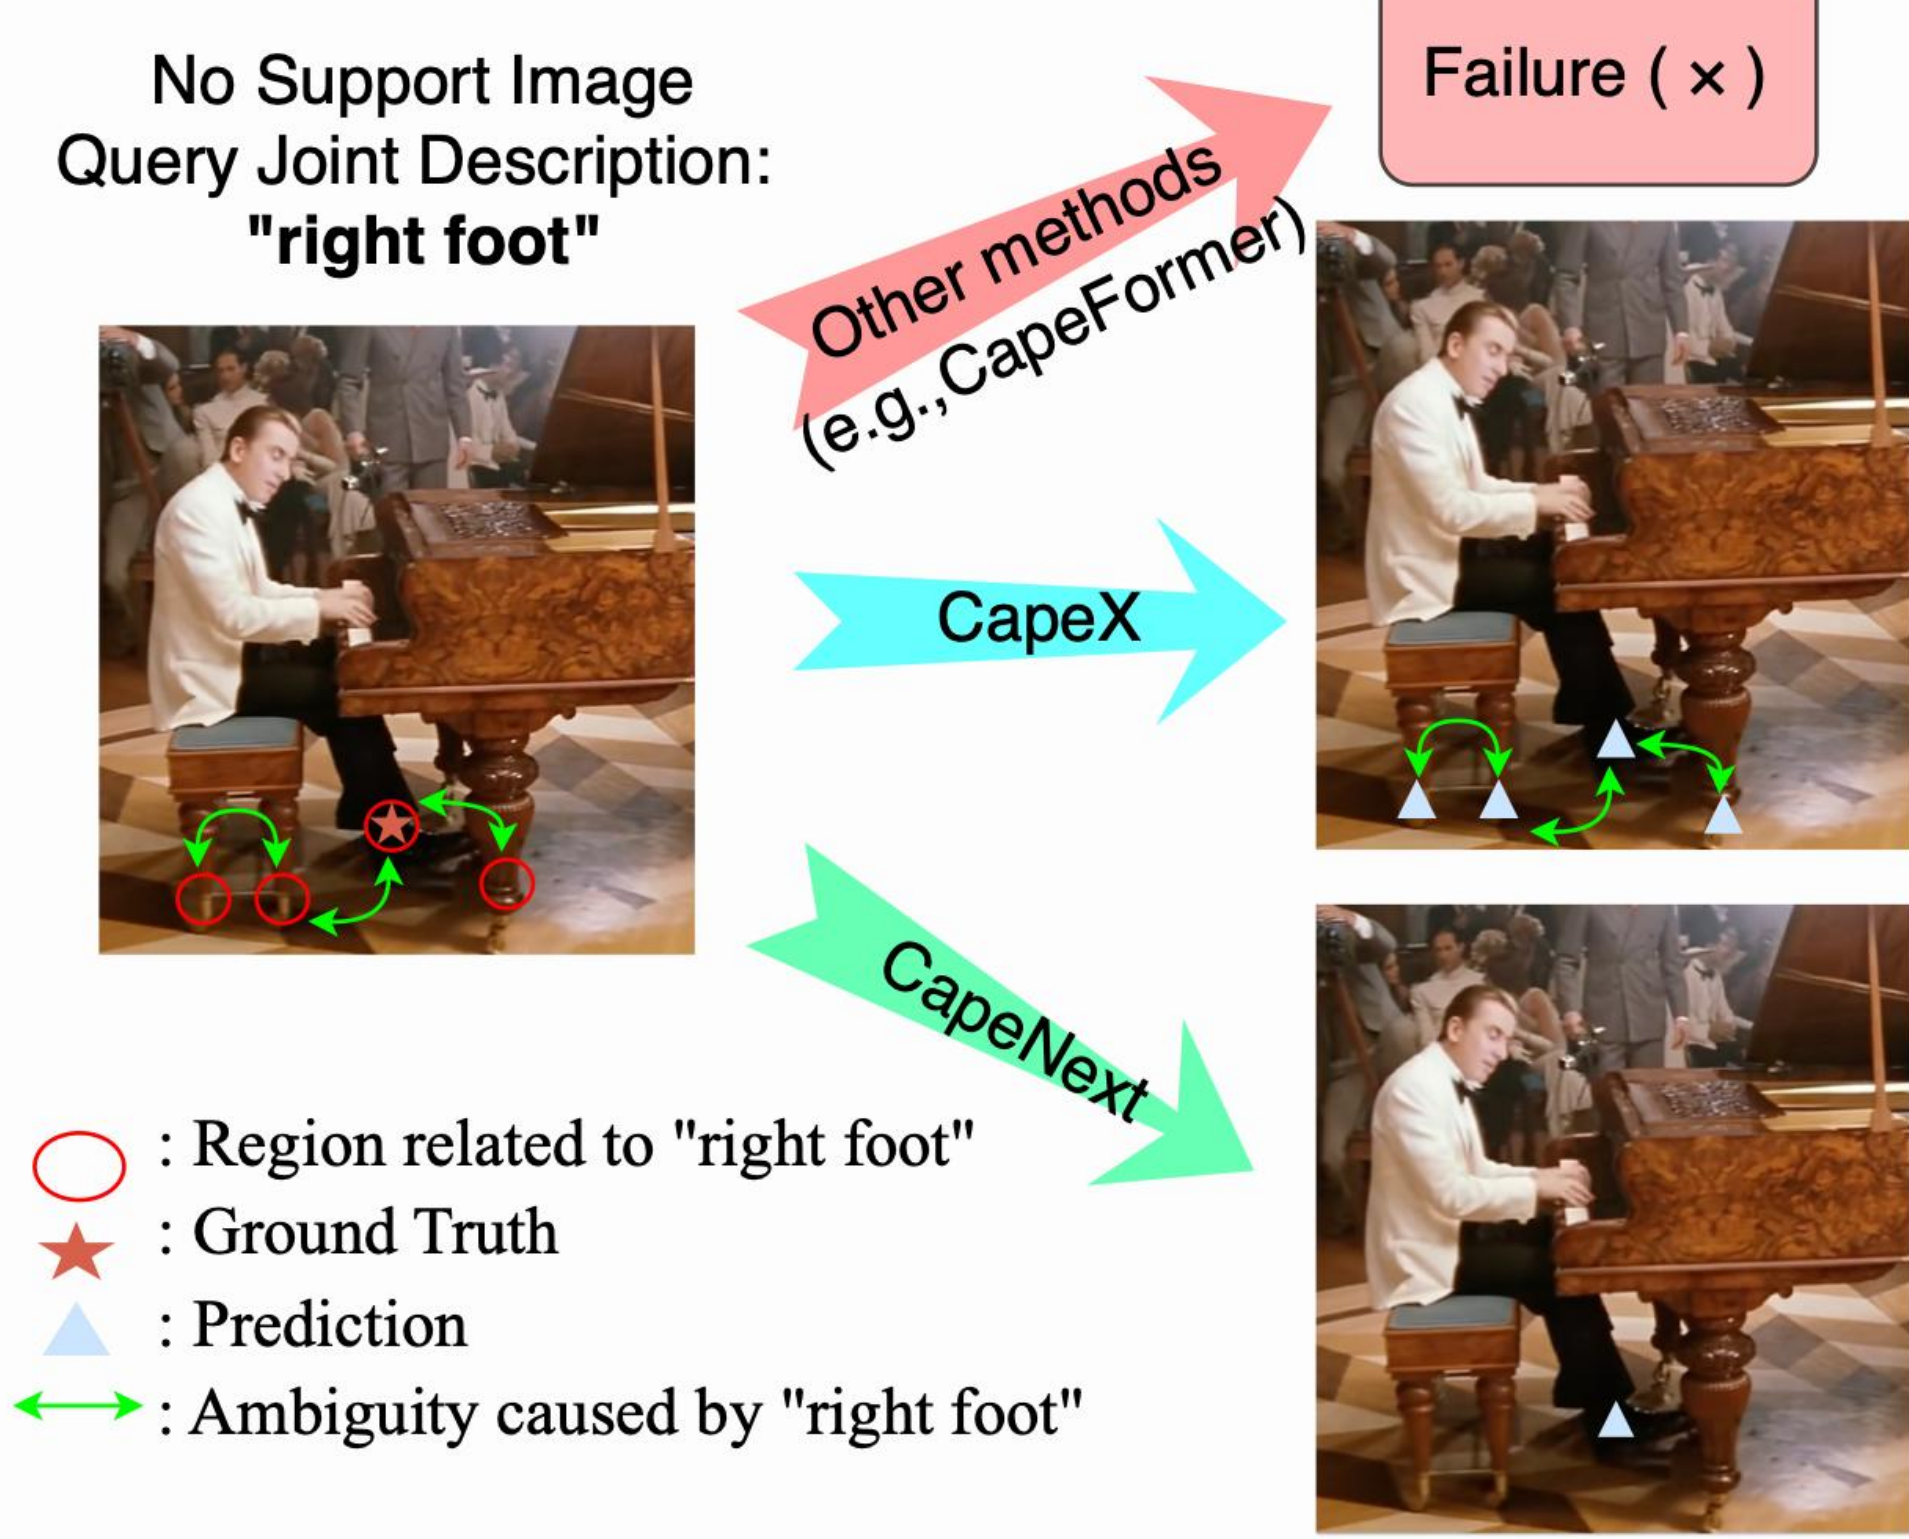 No Support Image
Query Joint Description:
"right foot"
Failure ( × )
Other methods
(e.g.,CapeFormer)
CapeX
CapeNext
: Region related to "right foot"
: Ground Truth
: Prediction
: Ambiguity caused by "right foot"